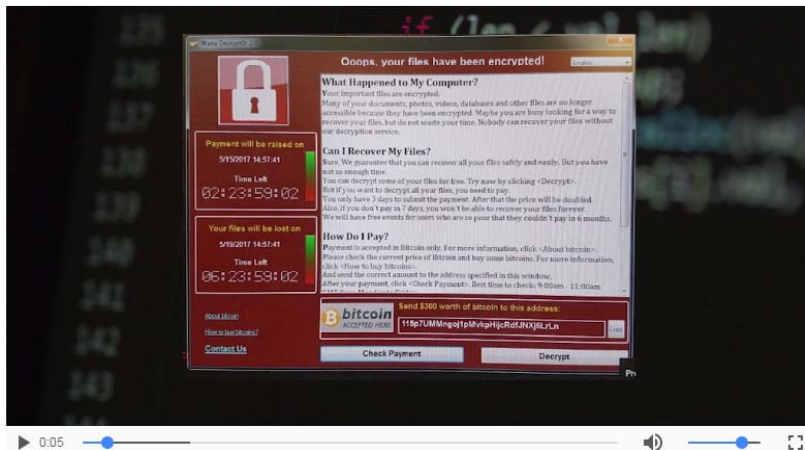 135
if (len < val.len)
136
137
Wana Decrypt0r 2.0
Ooops, your files have been encrypted!
English
What Happened to My Computer?
Your important files are encrypted.
Many of your documents, photos, videos, databases and other files are no longer
accessible because they have been encrypted. Maybe you are busy looking for a way to
recover your files, but do not waste your time. Nobody can recover your files without
our decryption service.
Can I Recover My Files?
Sure. We guarantee that you can recover all your files safely and easily. But you have
not so enough time.
You can decrypt some of your files for free. Try now by clicking <Decrypt>.
But if you want to decrypt all your files, you need to pay.
You only have 3 days to submit the payment. After that the price will be doubled.
Also, if you don't pay in 7 days, you won't be able to recover your files forever.
We will have free events for users who are so poor that they couldn't pay in 6 months.
How Do I Pay?
Payment is accepted in Bitcoin only. For more information, click <About bitcoin>.
Please check the current price of Bitcoin and buy some bitcoins. For more information,
click <How to buy bitcoins>.
And send the correct amount to the address specified in this window.
After your payment, click <Check Payment>. Best time to check: 9:00am - 11:00am
Payment will be raised on
5/15/2017 14:57:41
Time Left
02:23:59:02
Your files will be lost on
5/19/2017 14:57:41
Time Left
06:23:59:02
About bitcoin
How to buy bitcoins?
Contact Us
bitcoin
ACCEPTED HERE
Send $300 worth of bitcoin to this address:
115p7UMMngoj1pMvkpHijcRdfJNXj6LrLn
Copy
Check Payment
Decrypt
141
142
143
0:05